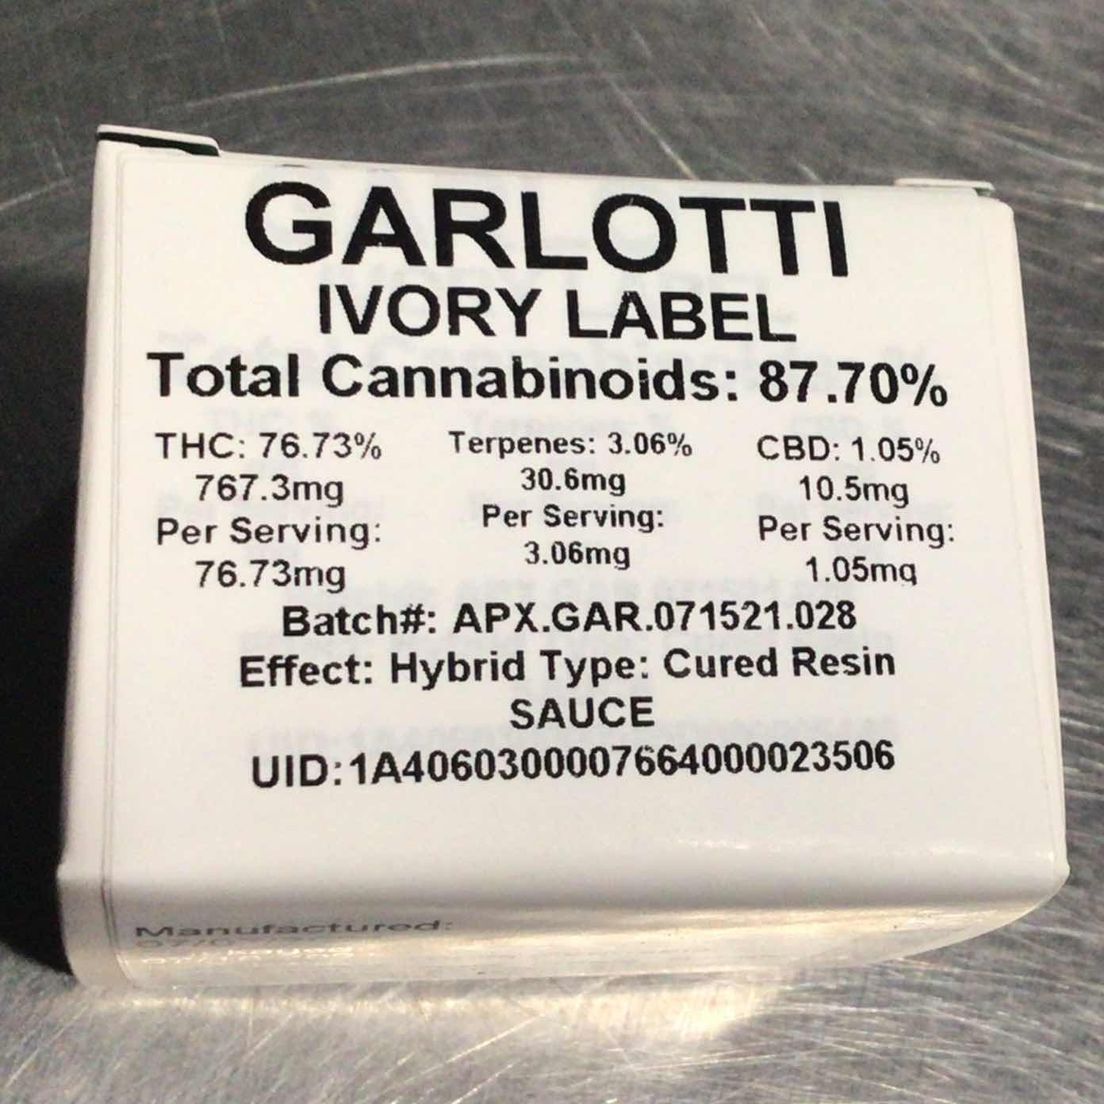 GARLOTTI
IVORY LABEL
Total Cannabinoids: 87.70%
THC: 76.73% Terpenes: 3.06% CBD: 1.05%
767.3mg 30.6mg 10.5mg
Per Serving: Per Serving: Per Serving:
76.73mg 3.06mg 1.05mg
Batch#: APX.GAR.071521.028
Effect: Hybrid Type: Cured Resin
SAUCE
UID:1A4060300007664000023506
Manufactured: